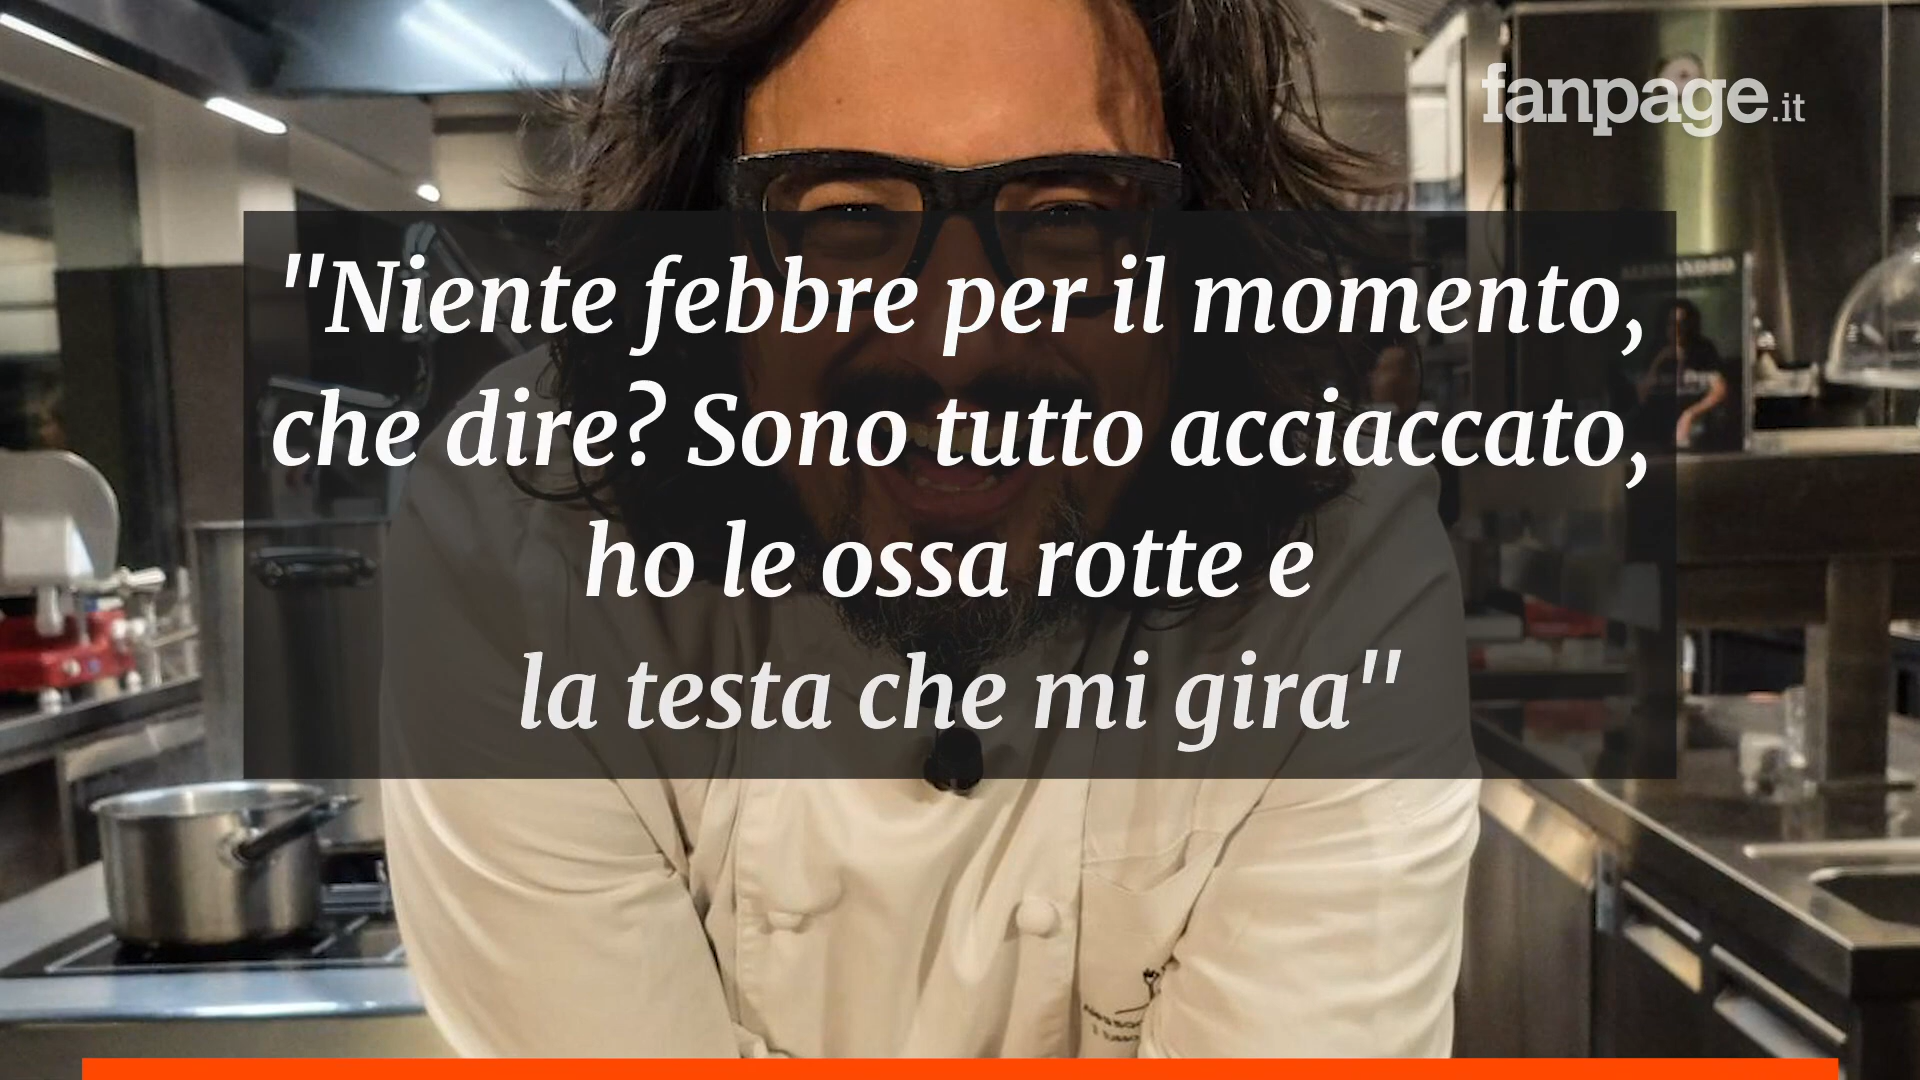 fanpage.it
ALESSANDRO
"Niente febbre per il momento,
che dire? Sono tutto acciaccato,
ho le ossa rotte e
la testa che mi gira"